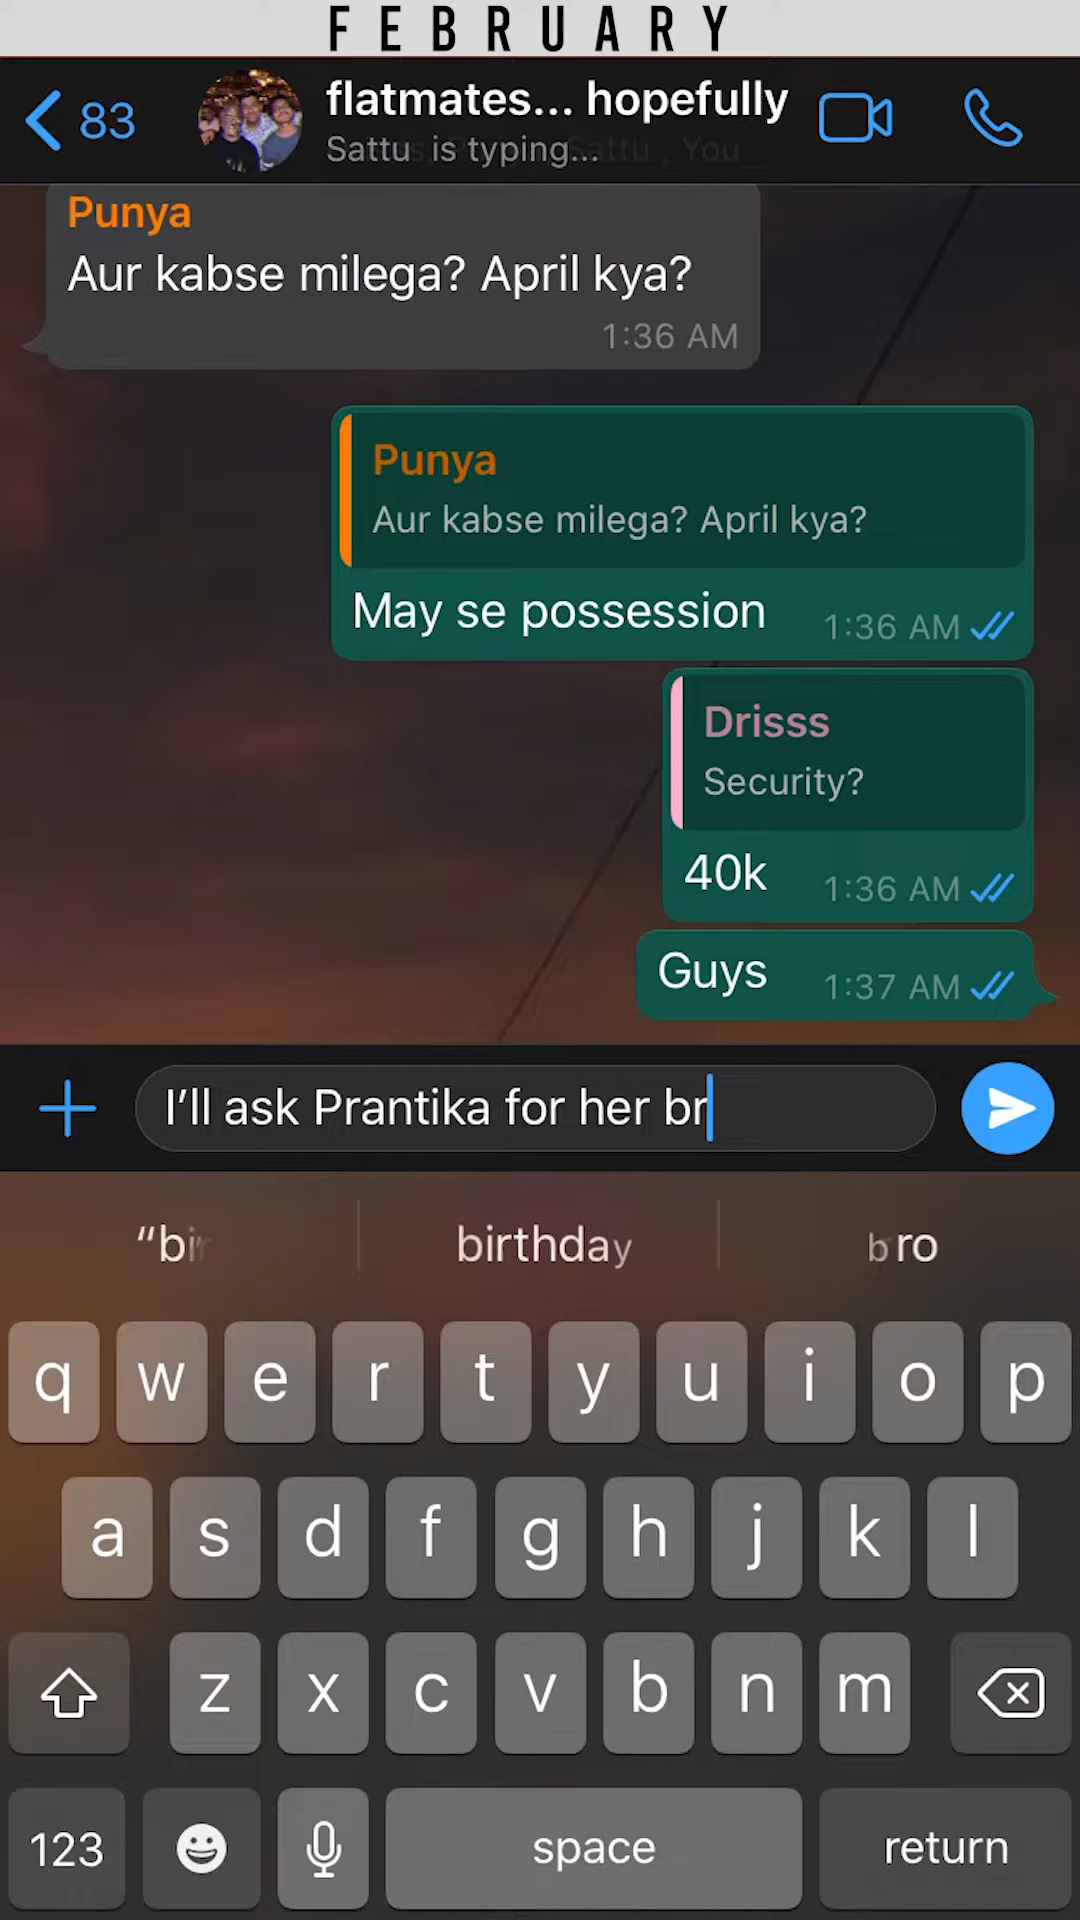 FEBRUARY
83
flatmates... hopefully
Sattu is typing...
Punya
Aur kabse milega? April kya?
1:36 AM
Punya
Aur kabse milega? April kya?
May se possession
1:36 AM
Drisss
Security?
40k
1:36 AM
Guys
1:37 AM
I'll ask Prantika for her br
birthday
bro
q w e r t y u i o p
a s d f g h j k l
z x c v b n m
123
space
return